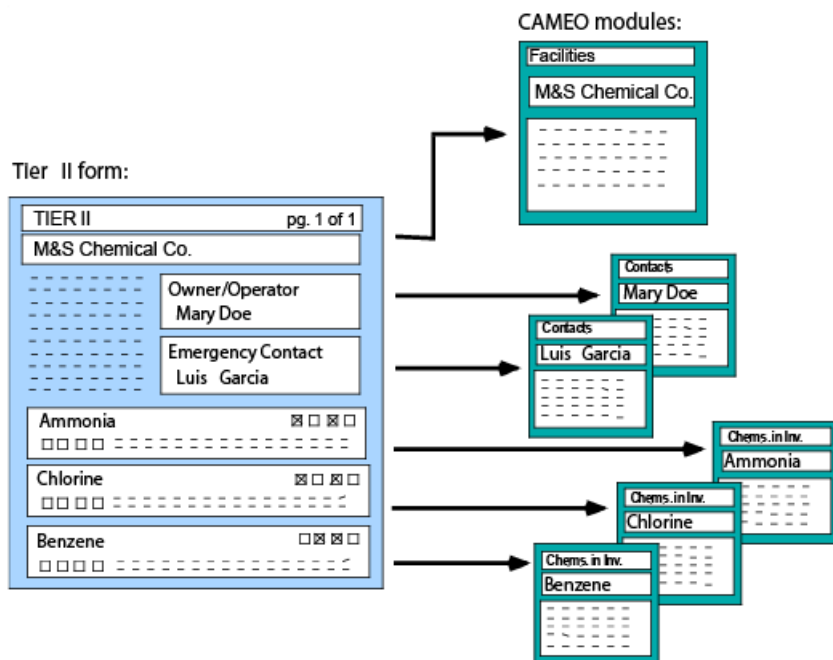 CAMEO modules:
Facilities
M&S Chemical Co.
Tier II form:
TIER II pg. 1 of 1
M&S Chemical Co.
Owner/Operator
Mary Doe
Emergency Contact
Luis Garcia
Ammonia
Chlorine
Benzene
Contacts
Mary Doe
Contacts
Luis Garcia
Chems. in Inv.
Ammonia
Chems. in Inv.
Chlorine
Chems. in Inv.
Benzene